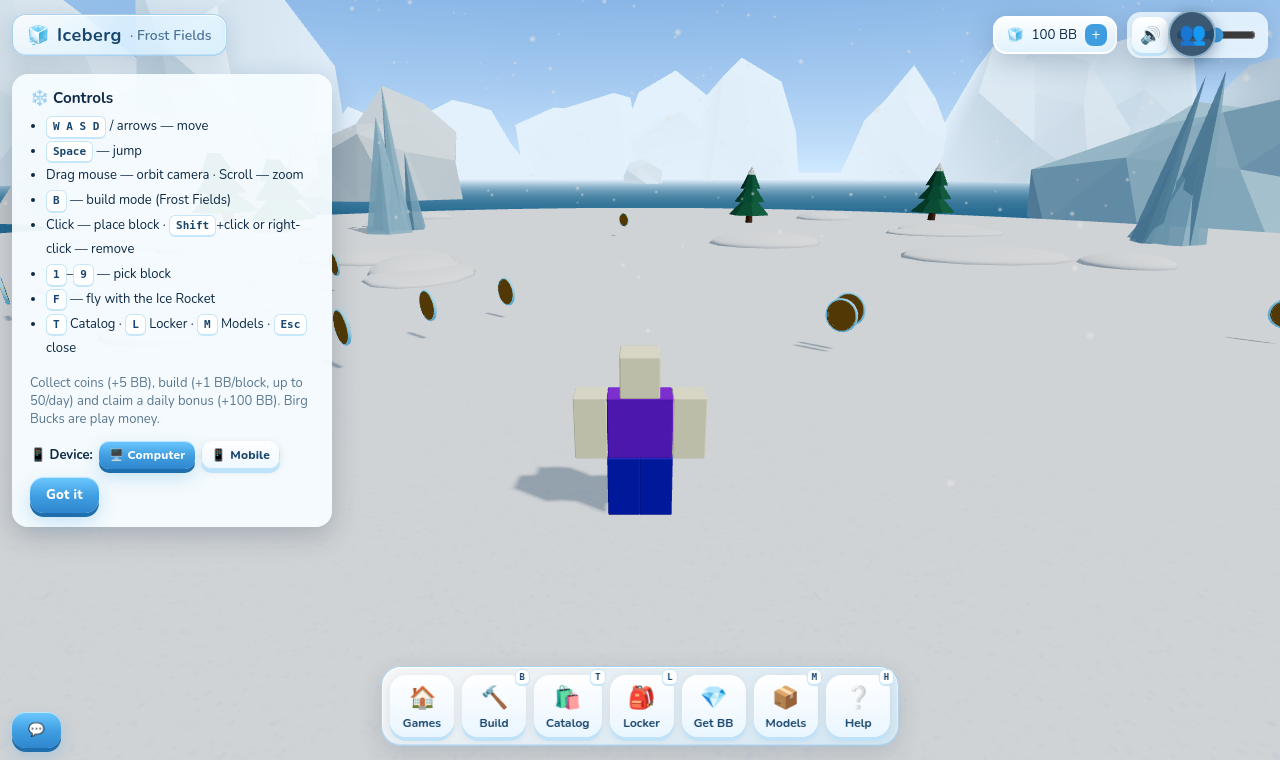 Iceberg · Frost Fields
100 BB +
Controls
W A S D / arrows — move
Space — jump
Drag mouse — orbit camera · Scroll — zoom
B — build mode (Frost Fields)
Click — place block · Shift +click or right-
click — remove
1 – 9 — pick block
F — fly with the Ice Rocket
T Catalog · L Locker · M Models · Esc
close
Collect coins (+5 BB), build (+1 BB/block, up to
50/day) and claim a daily bonus (+100 BB). Birg
Bucks are play money.
Device: Computer Mobile
Got it
B T L M H
Games Build Catalog Locker Get BB Models Help